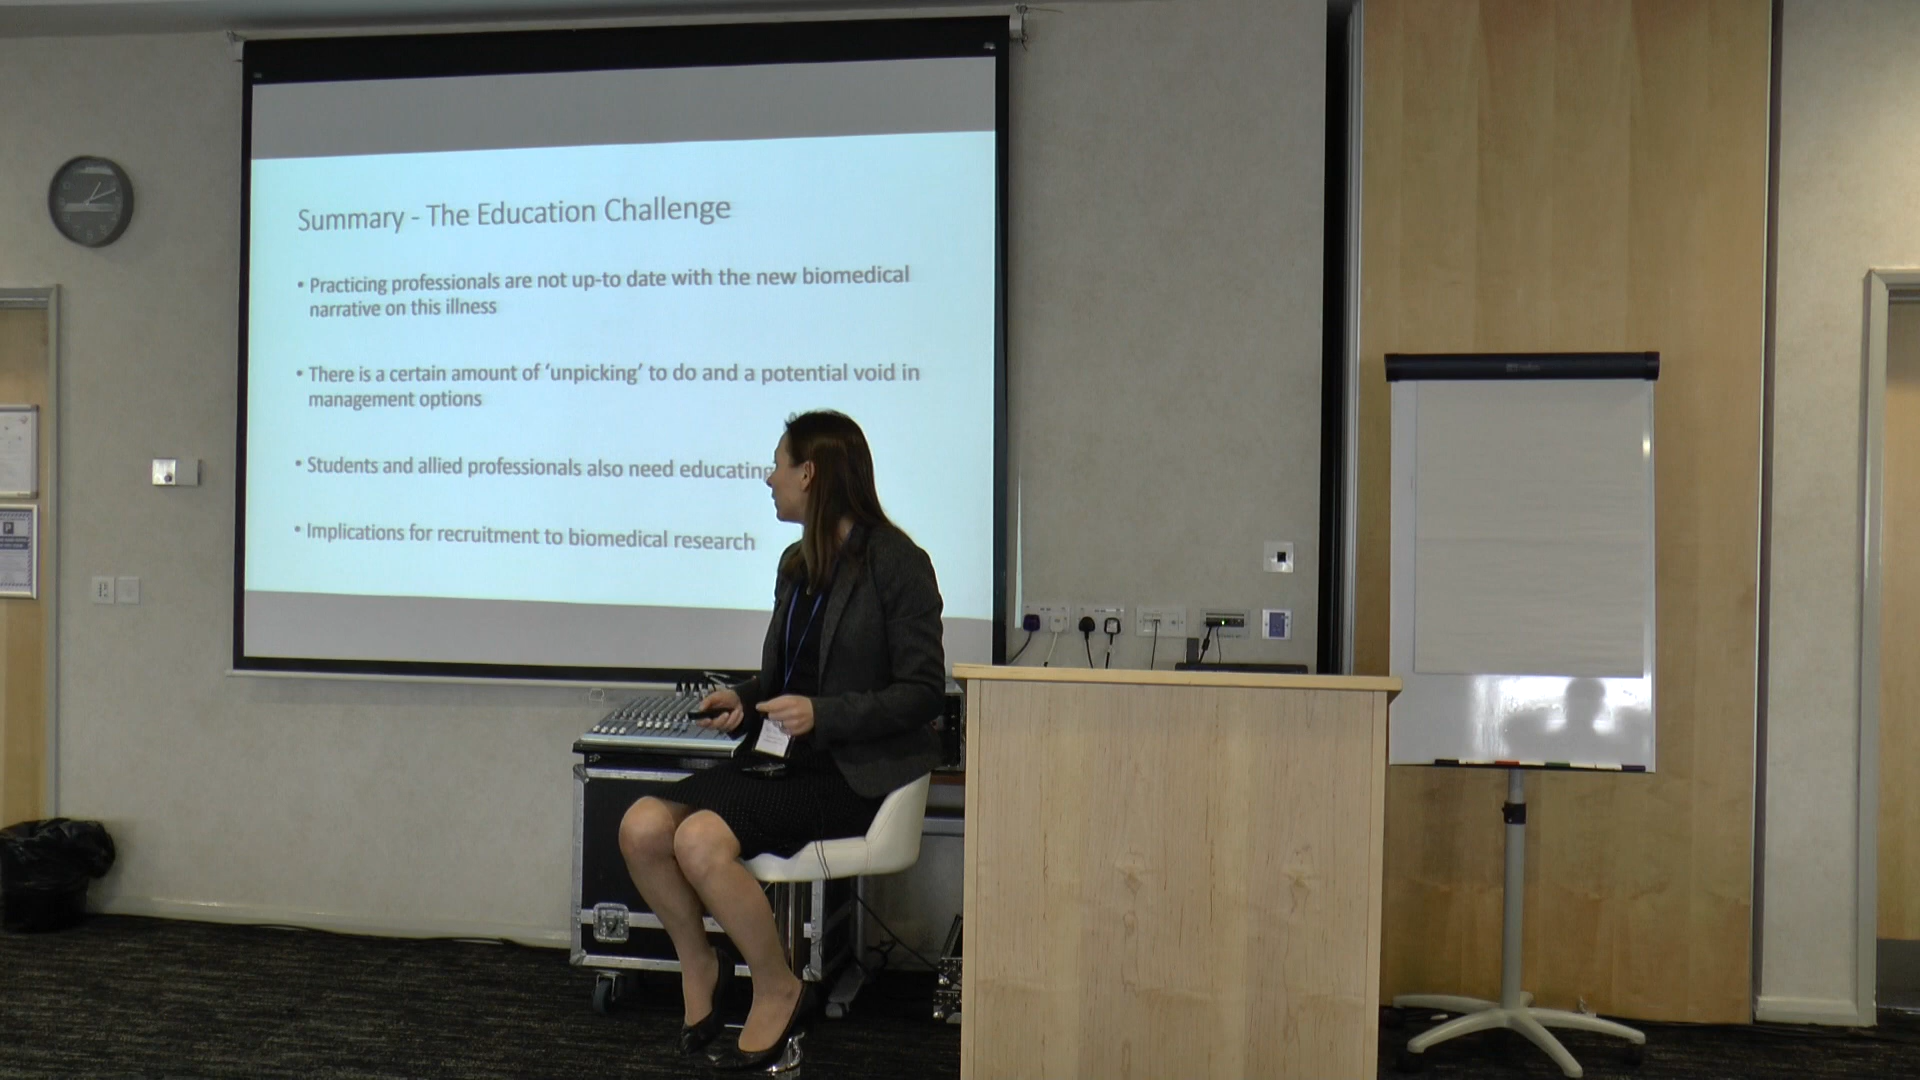 Summary - The Education Challenge
• Practicing professionals are not up-to date with the new biomedical
narrative on this illness
• There is a certain amount of ‘unpicking’ to do and a potential void in
management options
• Students and allied professionals also need educating
• Implications for recruitment to biomedical research